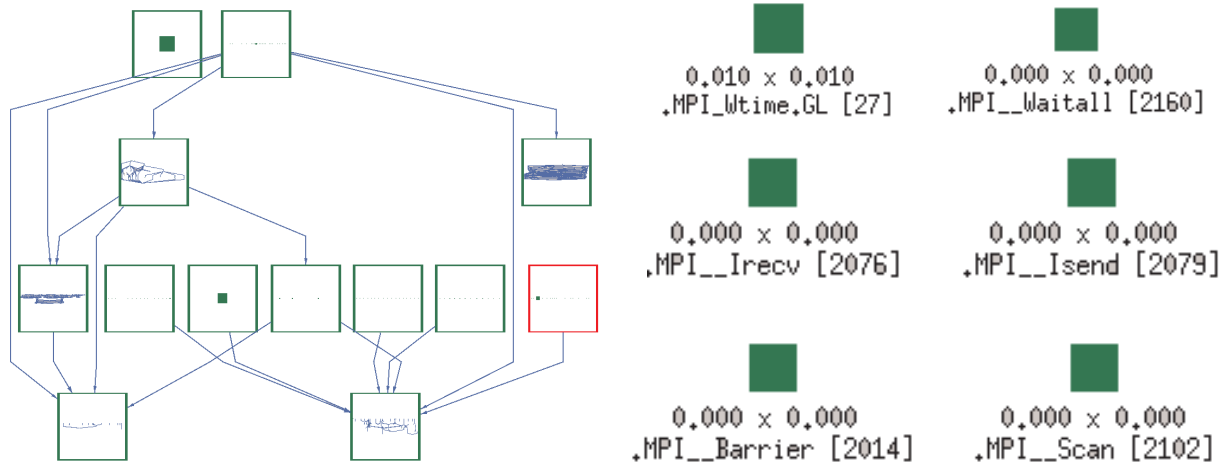 0.010 x 0.010
.MPI_Wtime.GL [27]
0.000 x 0.000
.MPI__Waitall [2160]
0.000 x 0.000
.MPI__Irecv [2076]
0.000 x 0.000
.MPI__Isend [2079]
0.000 x 0.000
.MPI__Barrier [2014]
0.000 x 0.000
.MPI__Scan [2102]